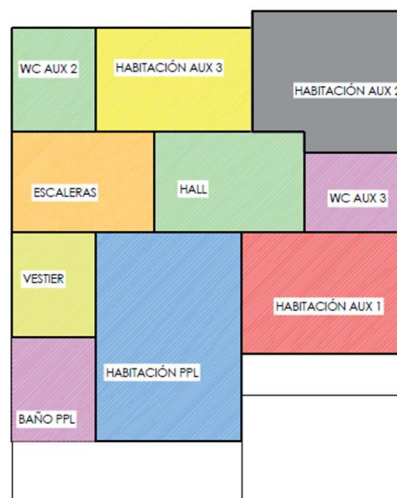 WC AUX 2
HABITACIÓN AUX 3
HABITACIÓN AUX 2
ESCALERAS
HALL
WC AUX 3
VESTIER
HABITACIÓN AUX 1
HABITACIÓN PPL
BAÑO PPL